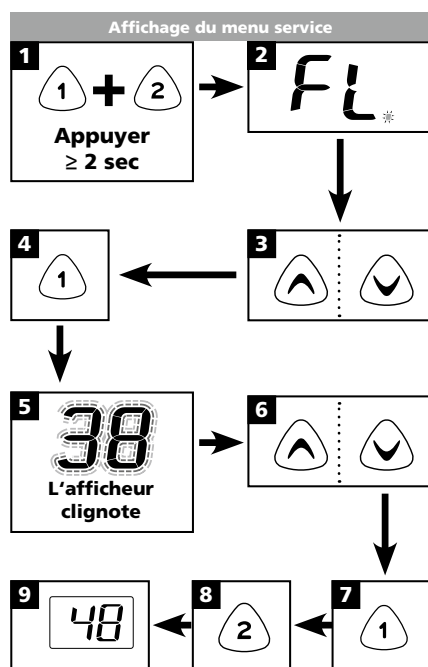 Affichage du menu service
1
1 + 2
Appuyer
≥ 2 sec
2
FL
3
4
1
5
38
L‘afficheur
clignote
6
7
1
8
2
9
48